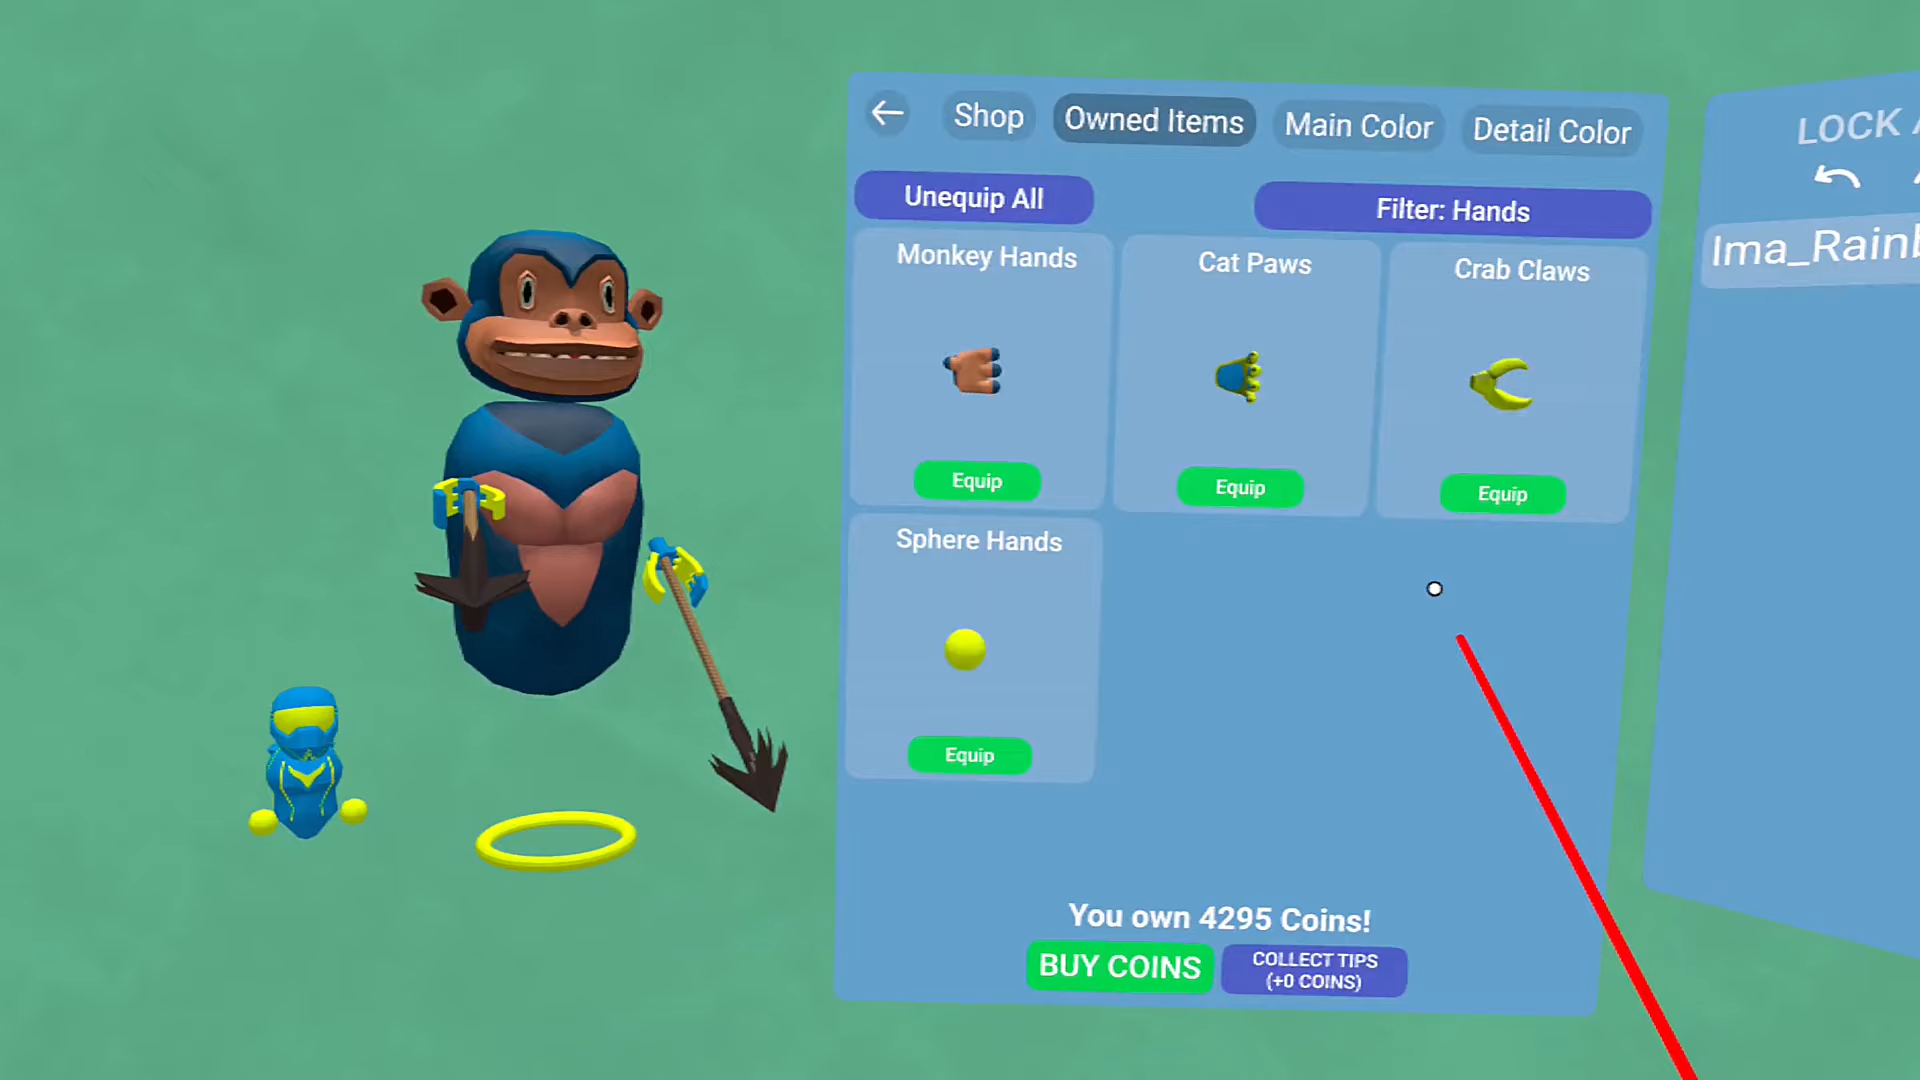 Shop
Owned Items
Main Color
Detail Color
Unequip All
Filter: Hands
Monkey Hands
Cat Paws
Crab Claws
Equip
Equip
Equip
Sphere Hands
Equip
You own 4295 Coins!
BUY COINS
COLLECT TIPS
(+0 COINS)
LOCK